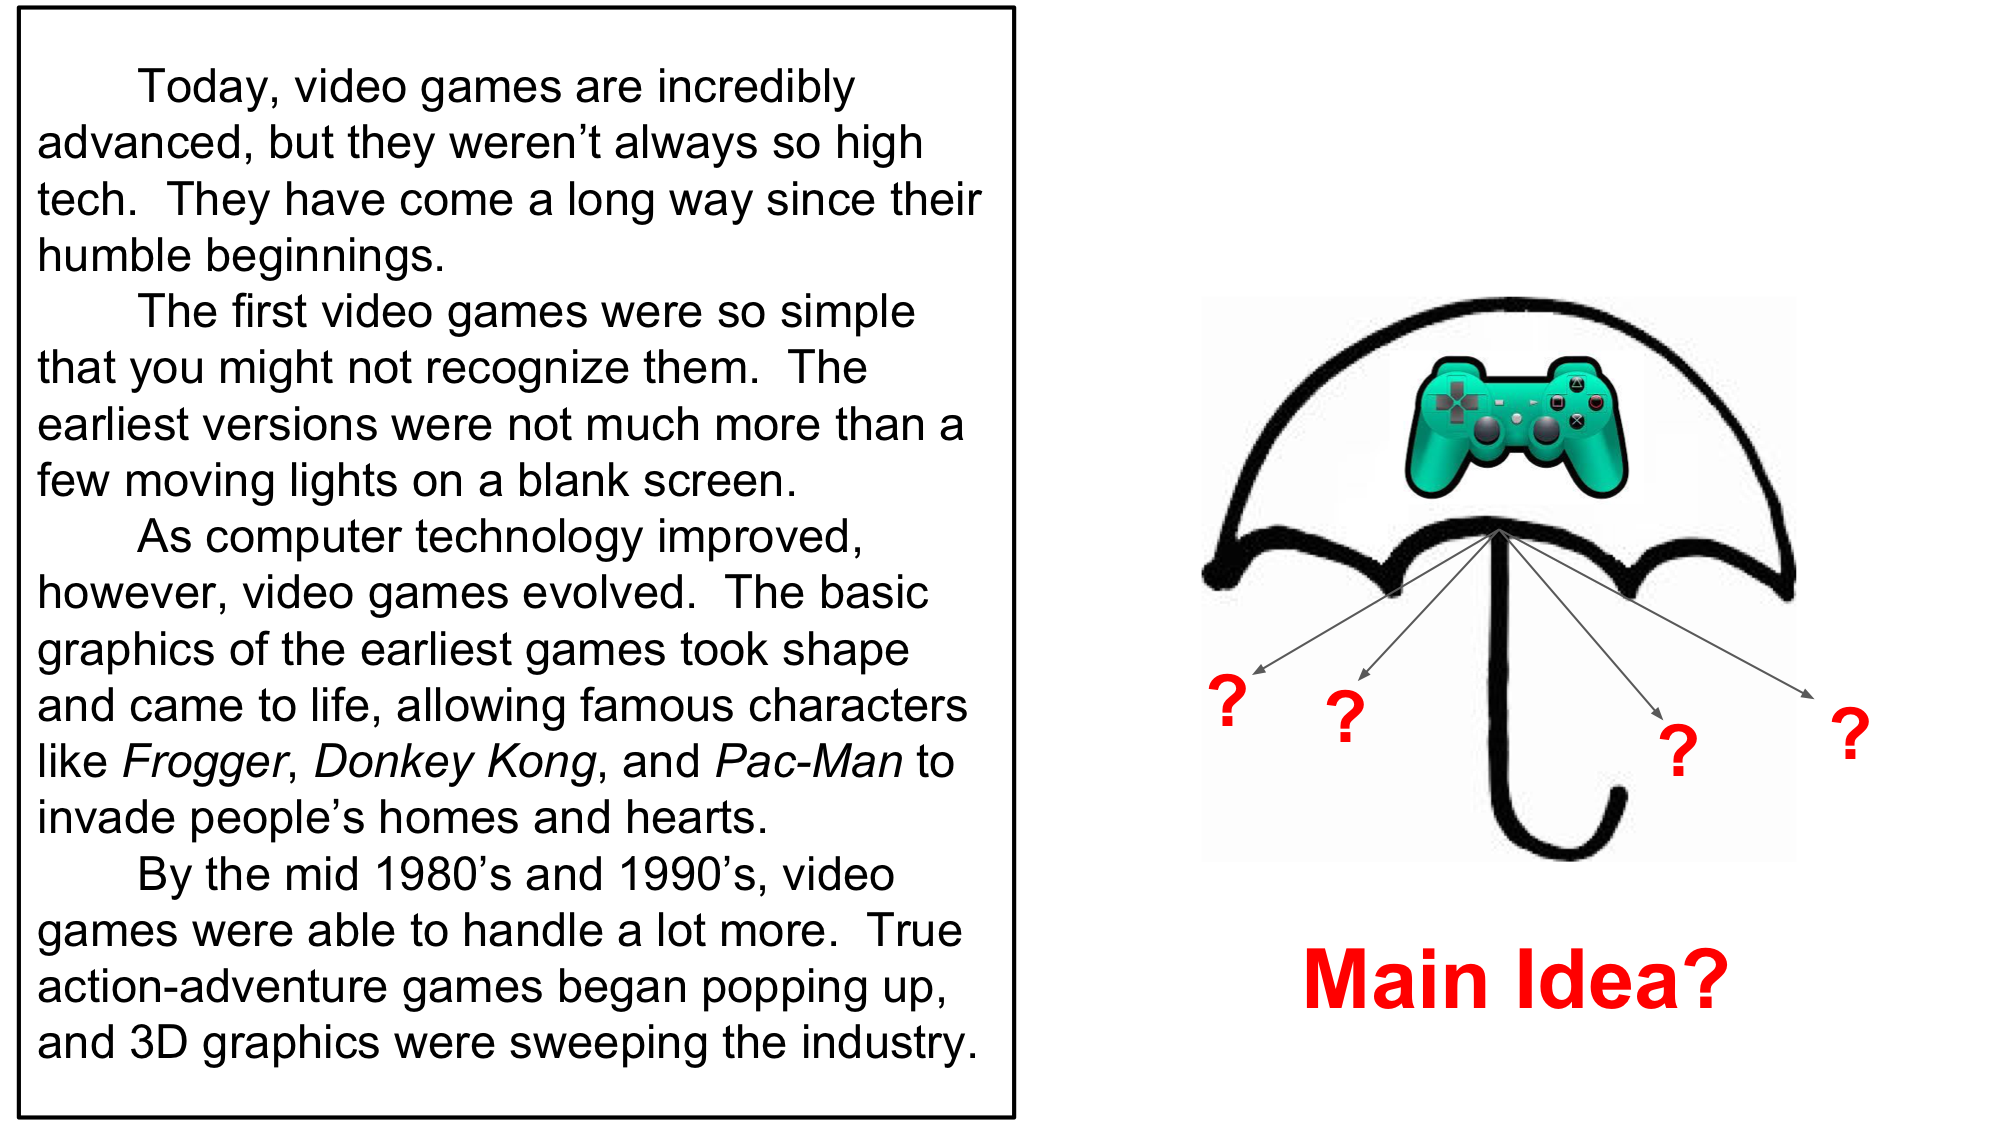 Today, video games are incredibly
advanced, but they weren’t always so high
tech.  They have come a long way since their
humble beginnings.
The first video games were so simple
that you might not recognize them.  The
earliest versions were not much more than a
few moving lights on a blank screen.
As computer technology improved,
however, video games evolved.  The basic
graphics of the earliest games took shape
and came to life, allowing famous characters
like Frogger, Donkey Kong, and Pac-Man to
invade people’s homes and hearts.
By the mid 1980’s and 1990’s, video
games were able to handle a lot more.  True
action-adventure games began popping up,
and 3D graphics were sweeping the industry.
?
?
?
?
Main Idea?